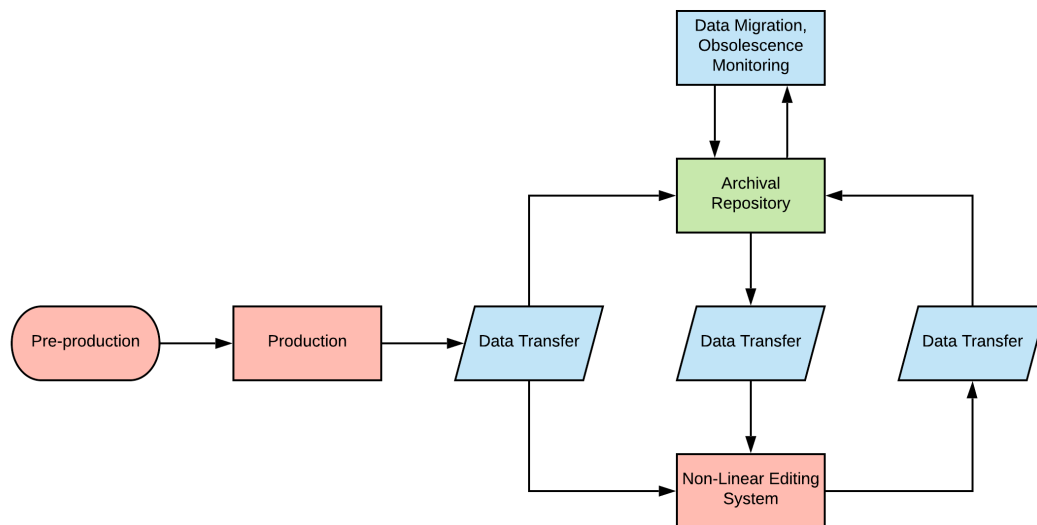 Data Migration,
Obsolescence
Monitoring
Archival
Repository
Pre-production
Production
Data Transfer
Data Transfer
Data Transfer
Non-Linear Editing
System